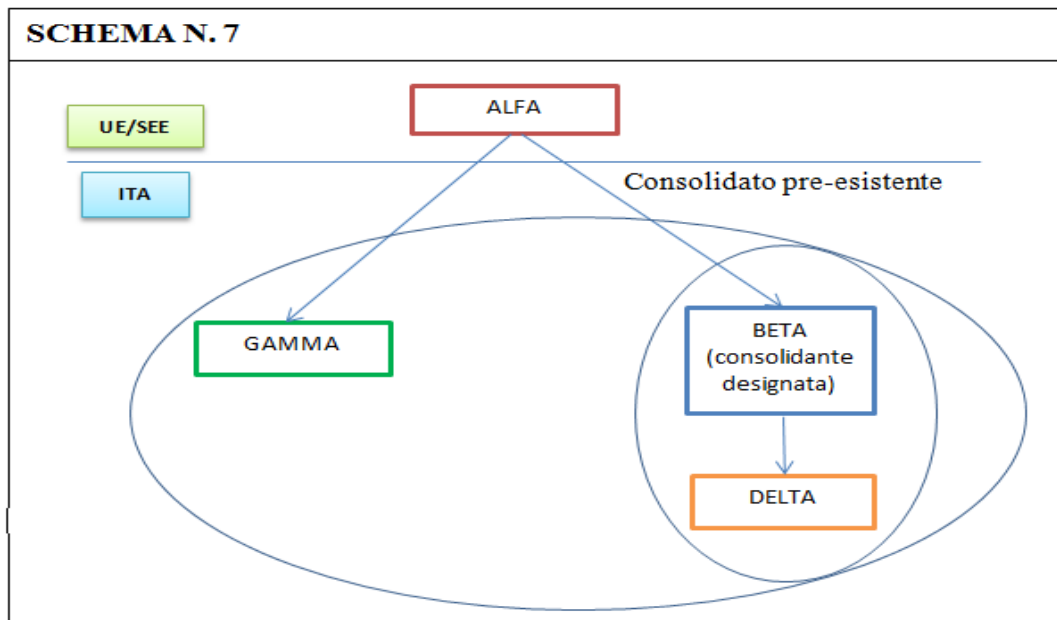 SCHEMA N. 7
ALFA
UE/SEE
ITA
Consolidato pre-esistente
GAMMA
BETA
(consolidante
designata)
DELTA